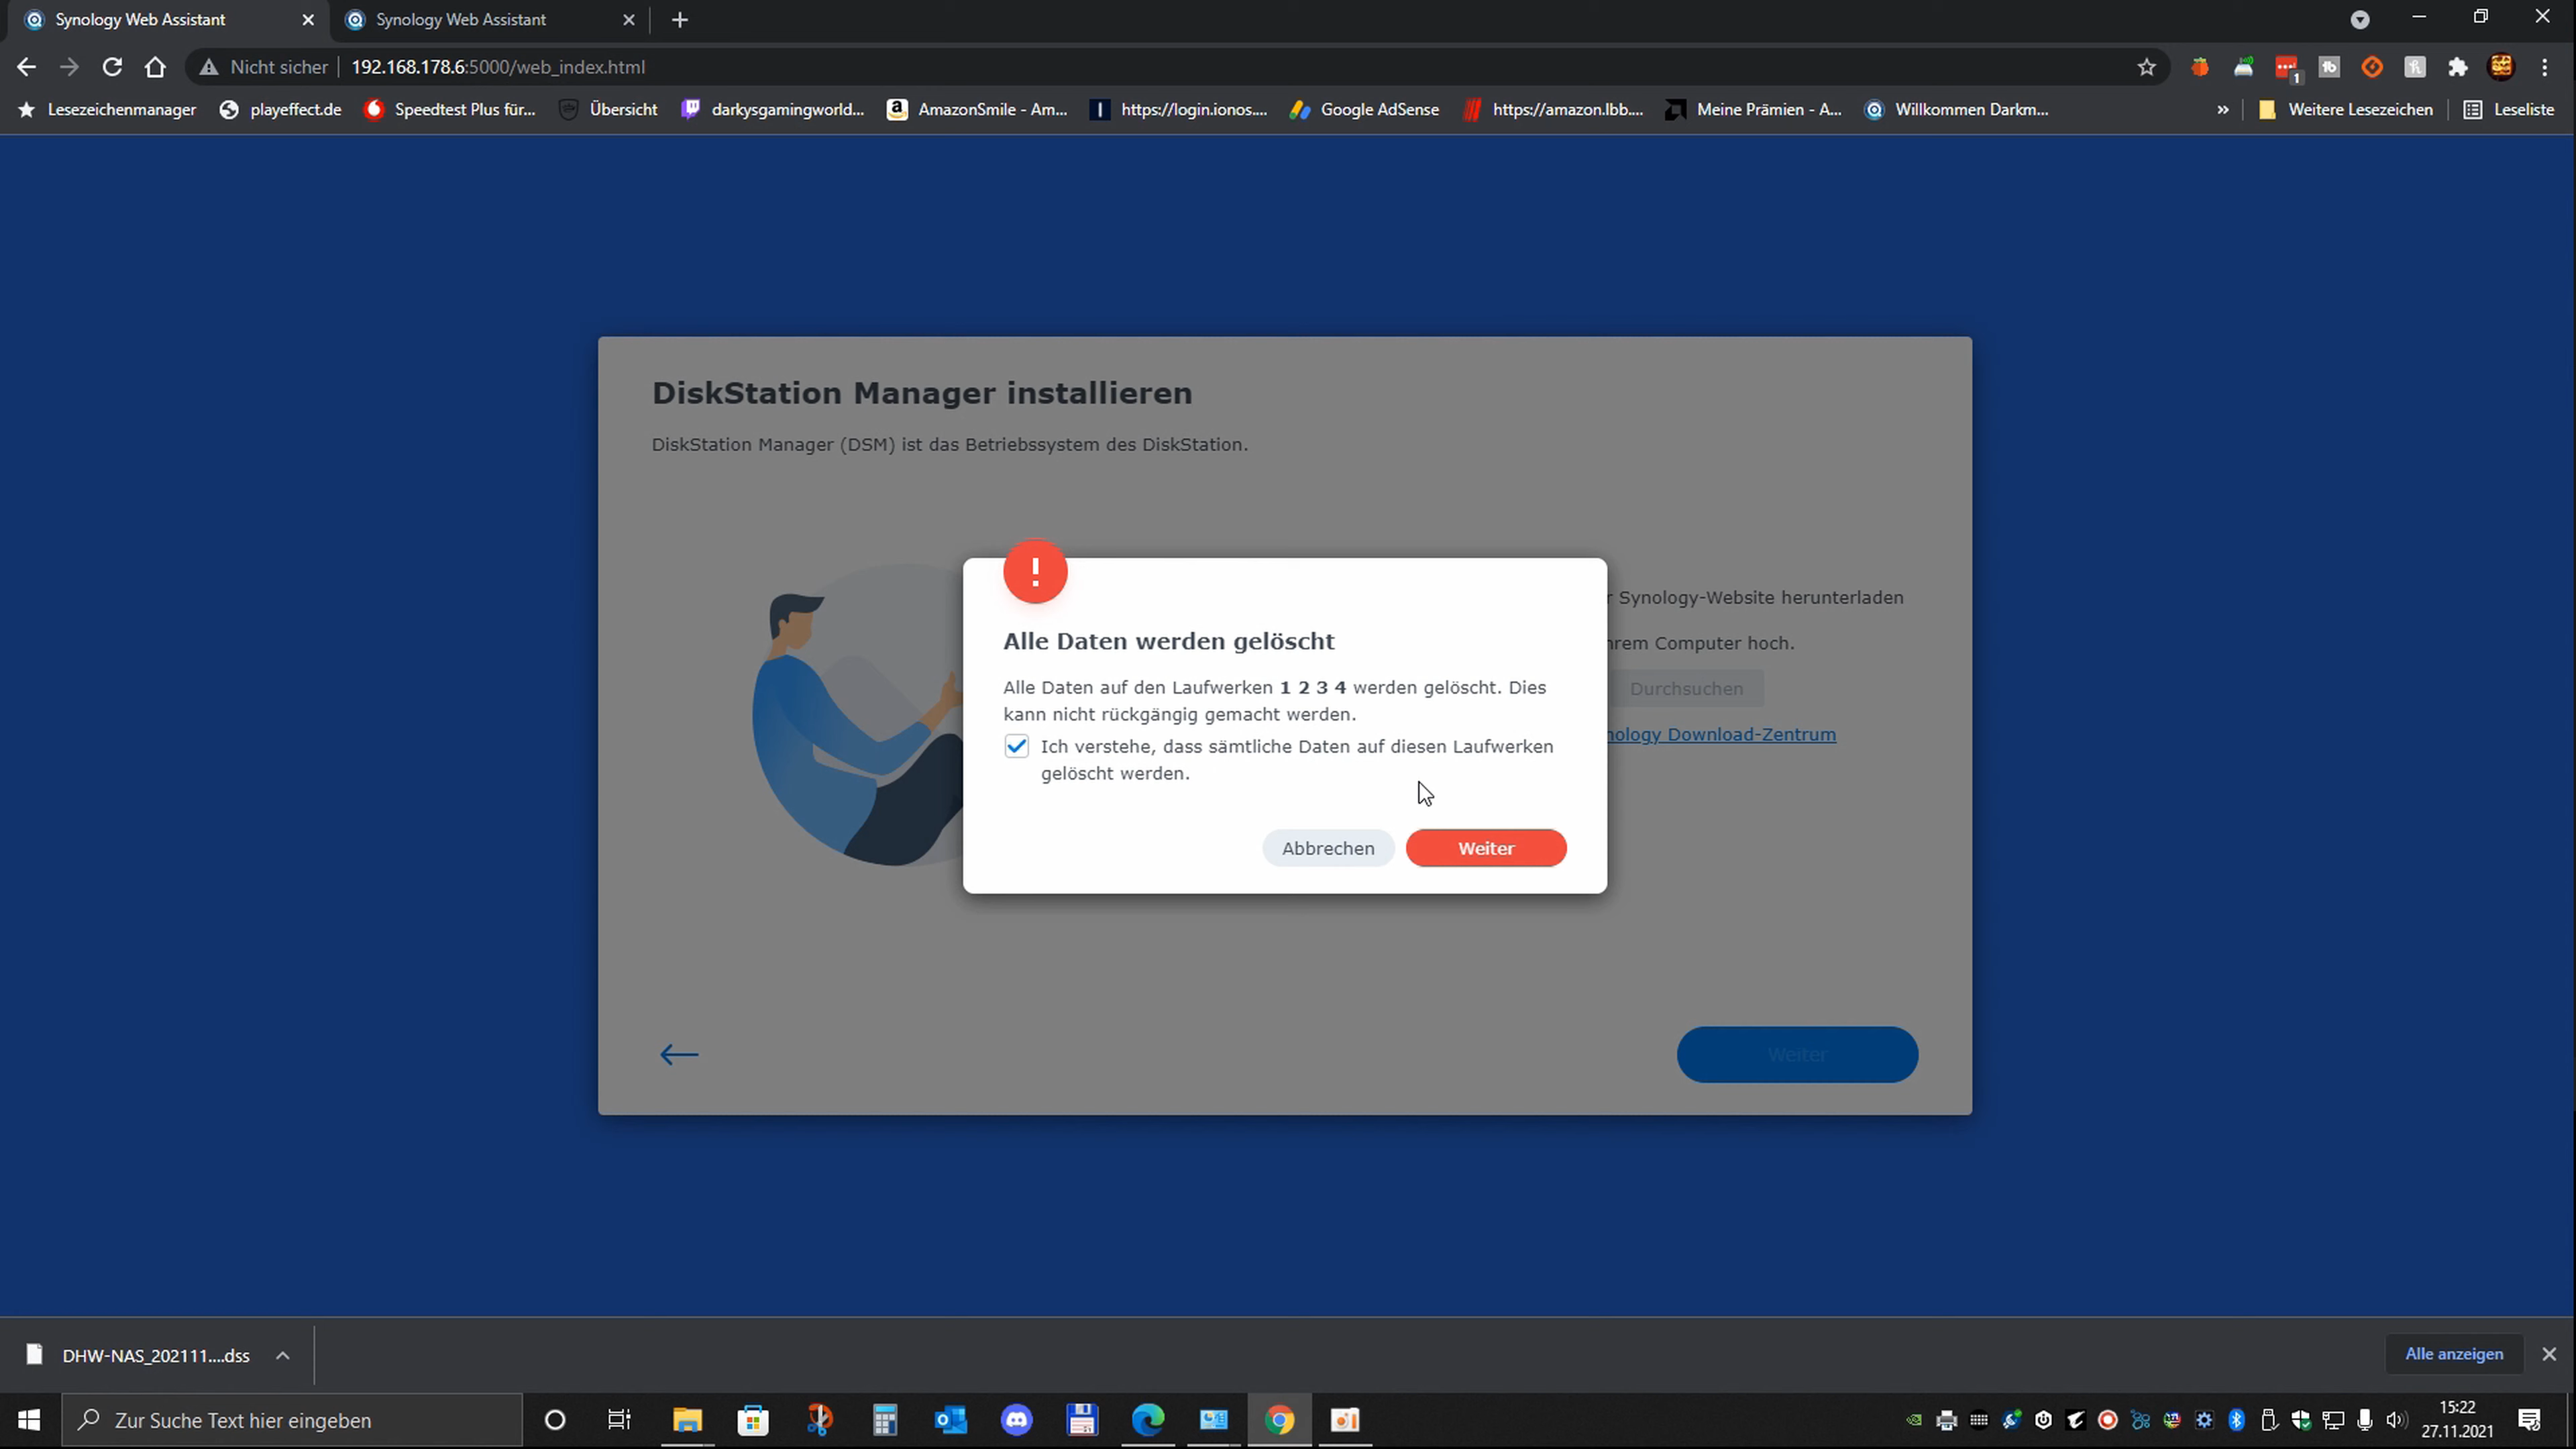 Synology Web Assistant
Synology Web Assistant
Nicht sicher
192.168.178.6:5000/web_index.html
1
Lesezeichenmanager
playeffect.de
Speedtest Plus für...
Übersicht
darkysgamingworld...
AmazonSmile - Am...
https://login.ionos....
Google AdSense
https://amazon.lbb....
Meine Prämien - A...
Willkommen Darkm...
»
Weitere Lesezeichen
Leseliste
DiskStation Manager installieren
DiskStation Manager (DSM) ist das Betriebssystem des DiskStation.
Synology-Website herunterladen
Computer hoch.
Durchsuchen
Download-Zentrum
!
Alle Daten werden gelöscht
Alle Daten auf den Laufwerken 1 2 3 4 werden gelöscht. Dies
kann nicht rückgängig gemacht werden.
Ich verstehe, dass sämtliche Daten auf diesen Laufwerken
gelöscht werden.
Abbrechen
Weiter
Weiter
DHW-NAS_202111....dss
Alle anzeigen
Zur Suche Text hier eingeben
15:22
27.11.2021